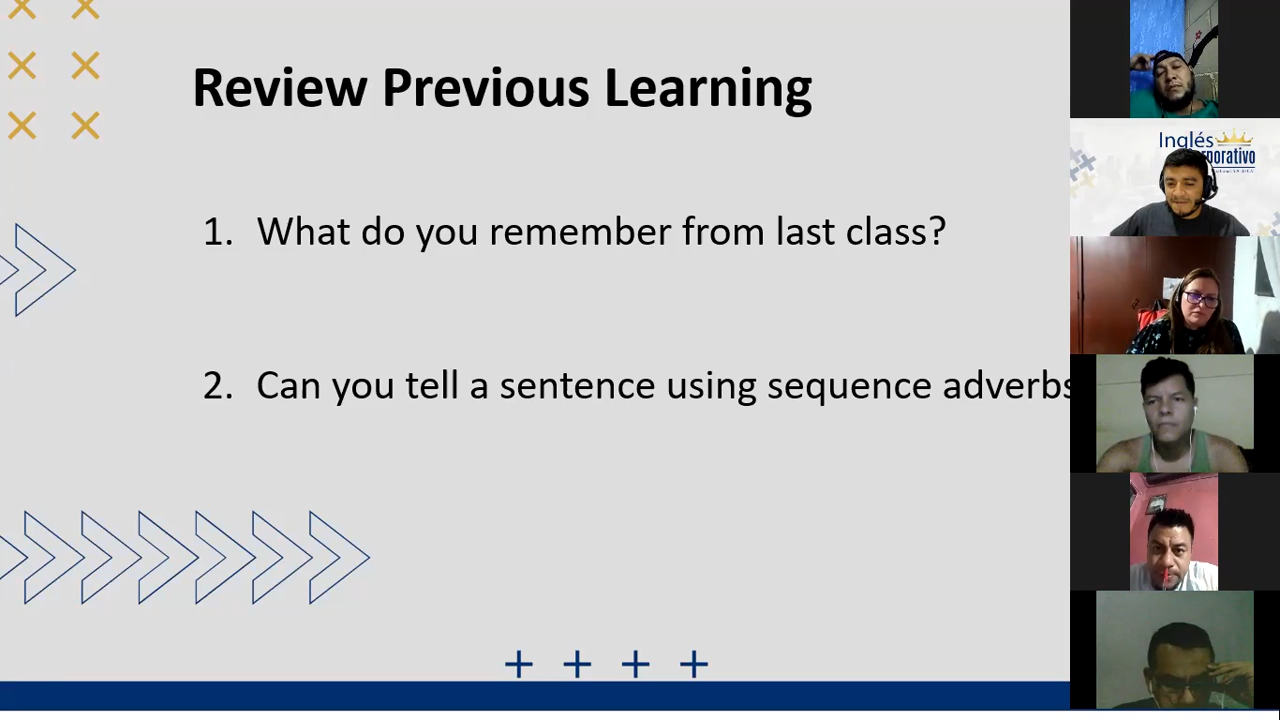 Review Previous Learning
1. What do you remember from last class?
2. Can you tell a sentence using sequence adverbs
Inglés